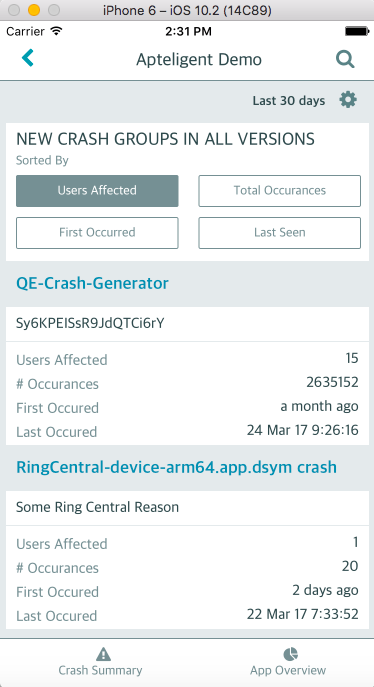 iPhone 6 – iOS 10.2 (14C89)
Carrier 2:31 PM
Apteligent Demo
Last 30 days
NEW CRASH GROUPS IN ALL VERSIONS
Sorted By
Users Affected Total Occurances
First Occurred Last Seen
QE-Crash-Generator
Sy6KPEISsR9JdQTCi6rY
Users Affected 15
# Occurances 2635152
First Occured a month ago
Last Occured 24 Mar 17 9:26:16
RingCentral-device-arm64.app.dsym crash
Some Ring Central Reason
Users Affected 1
# Occurances 20
First Occured 2 days ago
Last Occured 22 Mar 17 7:33:52
Crash Summary App Overview